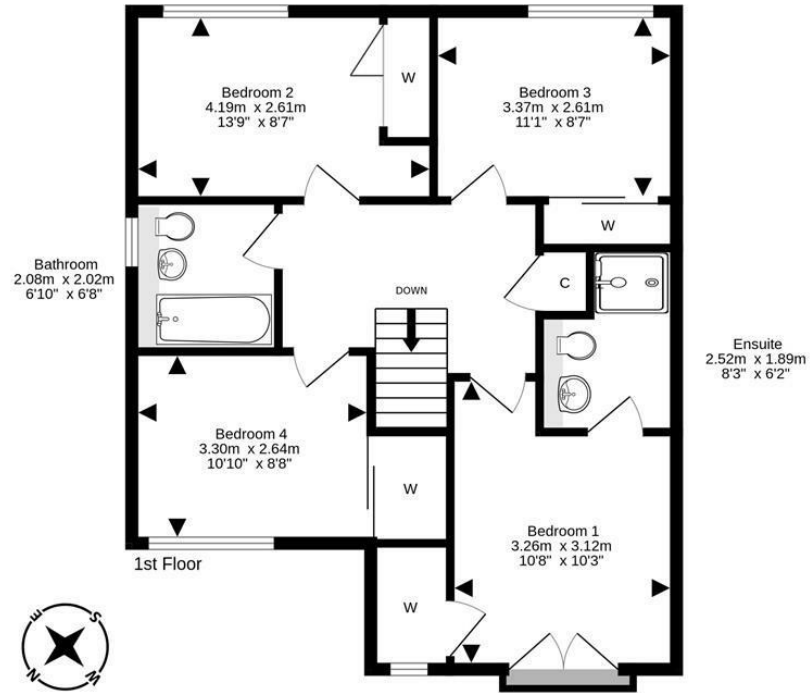 Bedroom 2
4.19m x 2.61m
13'9" x 8'7"
W
Bedroom 3
3.37m x 2.61m
11'1" x 8'7"
W
Bathroom
2.08m x 2.02m
6'10" x 6'8"
DOWN
C
Ensuite
2.52m x 1.89m
8'3" x 6'2"
Bedroom 4
3.30m x 2.64m
10'10" x 8'8"
W
Bedroom 1
3.26m x 3.12m
10'8" x 10'3"
1st Floor
W
E
S
N
W